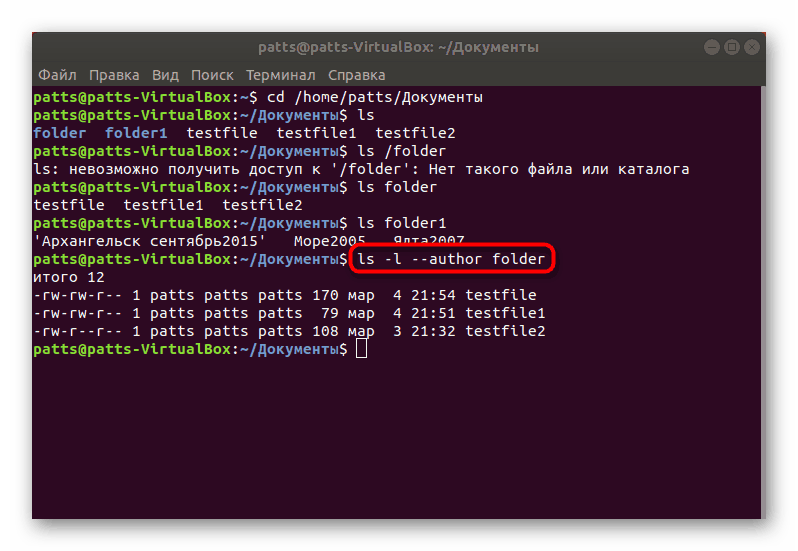 patts@patts-VirtualBox: ~/Документы
Файл Правка Вид Поиск Терминал Справка
patts@patts-VirtualBox:~$ cd /home/patts/Документы
patts@patts-VirtualBox:~/Документы$ ls
folder folder1 testfile testfile1 testfile2
patts@patts-VirtualBox:~/Документы$ ls /folder
ls: невозможно получить доступ к '/folder': Нет такого файла или каталога
patts@patts-VirtualBox:~/Документы$ ls folder
testfile testfile1 testfile2
patts@patts-VirtualBox:~/Документы$ ls folder1
'Архангельск сентябрь2015' Море2005 Ялта2007
patts@patts-VirtualBox:~/Документы$ ls -l --author folder
итого 12
-rw-rw-r-- 1 patts patts patts 170 мар 4 21:54 testfile
-rw-rw-r-- 1 patts patts patts 79 мар 4 21:51 testfile1
-rw-r--r-- 1 patts patts patts 108 мар 3 21:32 testfile2
patts@patts-VirtualBox:~/Документы$